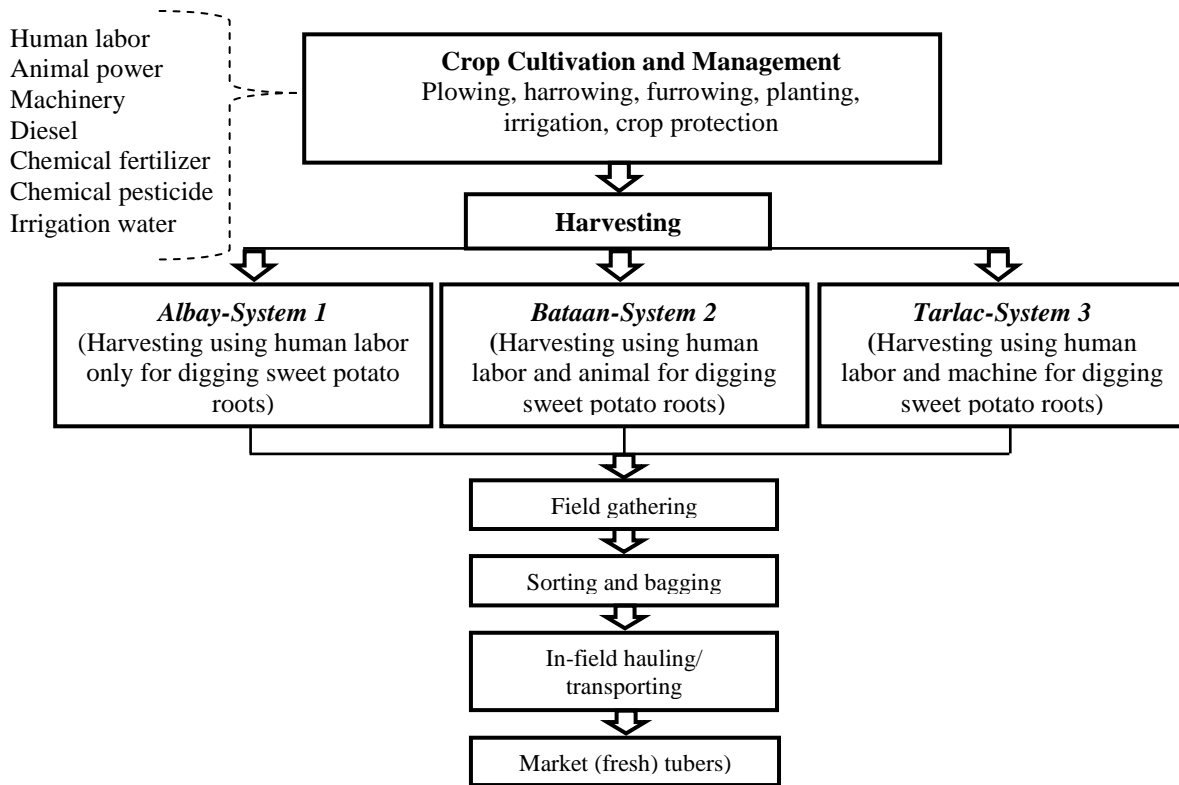 Human labor
Animal power
Machinery
Diesel
Chemical fertilizer
Chemical pesticide
Irrigation water
Crop Cultivation and Management
Plowing, harrowing, furrowing, planting,
irrigation, crop protection
Harvesting
Albay-System 1
(Harvesting using human labor
only for digging sweet potato
roots)
Bataan-System 2
(Harvesting using human
labor and animal for digging
sweet potato roots)
Tarlac-System 3
(Harvesting using human
labor and machine for digging
sweet potato roots)
Field gathering
Sorting and bagging
In-field hauling/
transporting
Market (fresh) tubers)